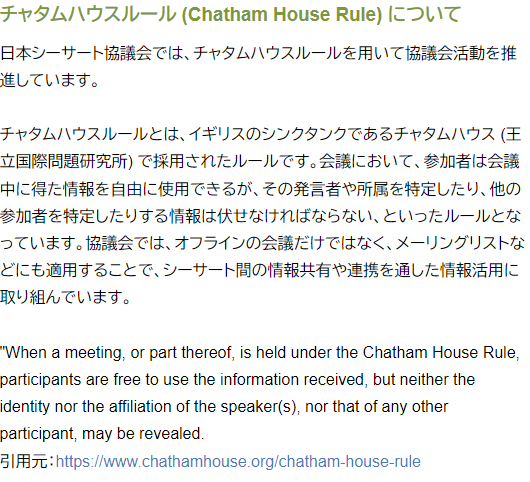 チャタムハウスルール (Chatham House Rule) について
日本シーサート協議会では、チャタムハウスルールを用いて協議会活動を推
進しています。
チャタムハウスルールとは、イギリスのシンクタンクであるチャタムハウス (王
立国際問題研究所) で採用されたルールです。会議において、参加者は会議
中に得た情報を自由に使用できるが、その発言者や所属を特定したり、他の
参加者を特定したりする情報は伏せなければならない、といったルールとな
っています。協議会では、オフラインの会議だけではなく、メーリングリストな
どにも適用することで、シーサート間の情報共有や連携を通した情報活用に
取り組んでいます。
"When a meeting, or part thereof, is held under the Chatham House Rule,
participants are free to use the information received, but neither the
identity nor the affiliation of the speaker(s), nor that of any other
participant, may be revealed.
引用元：https://www.chathamhouse.org/chatham-house-rule